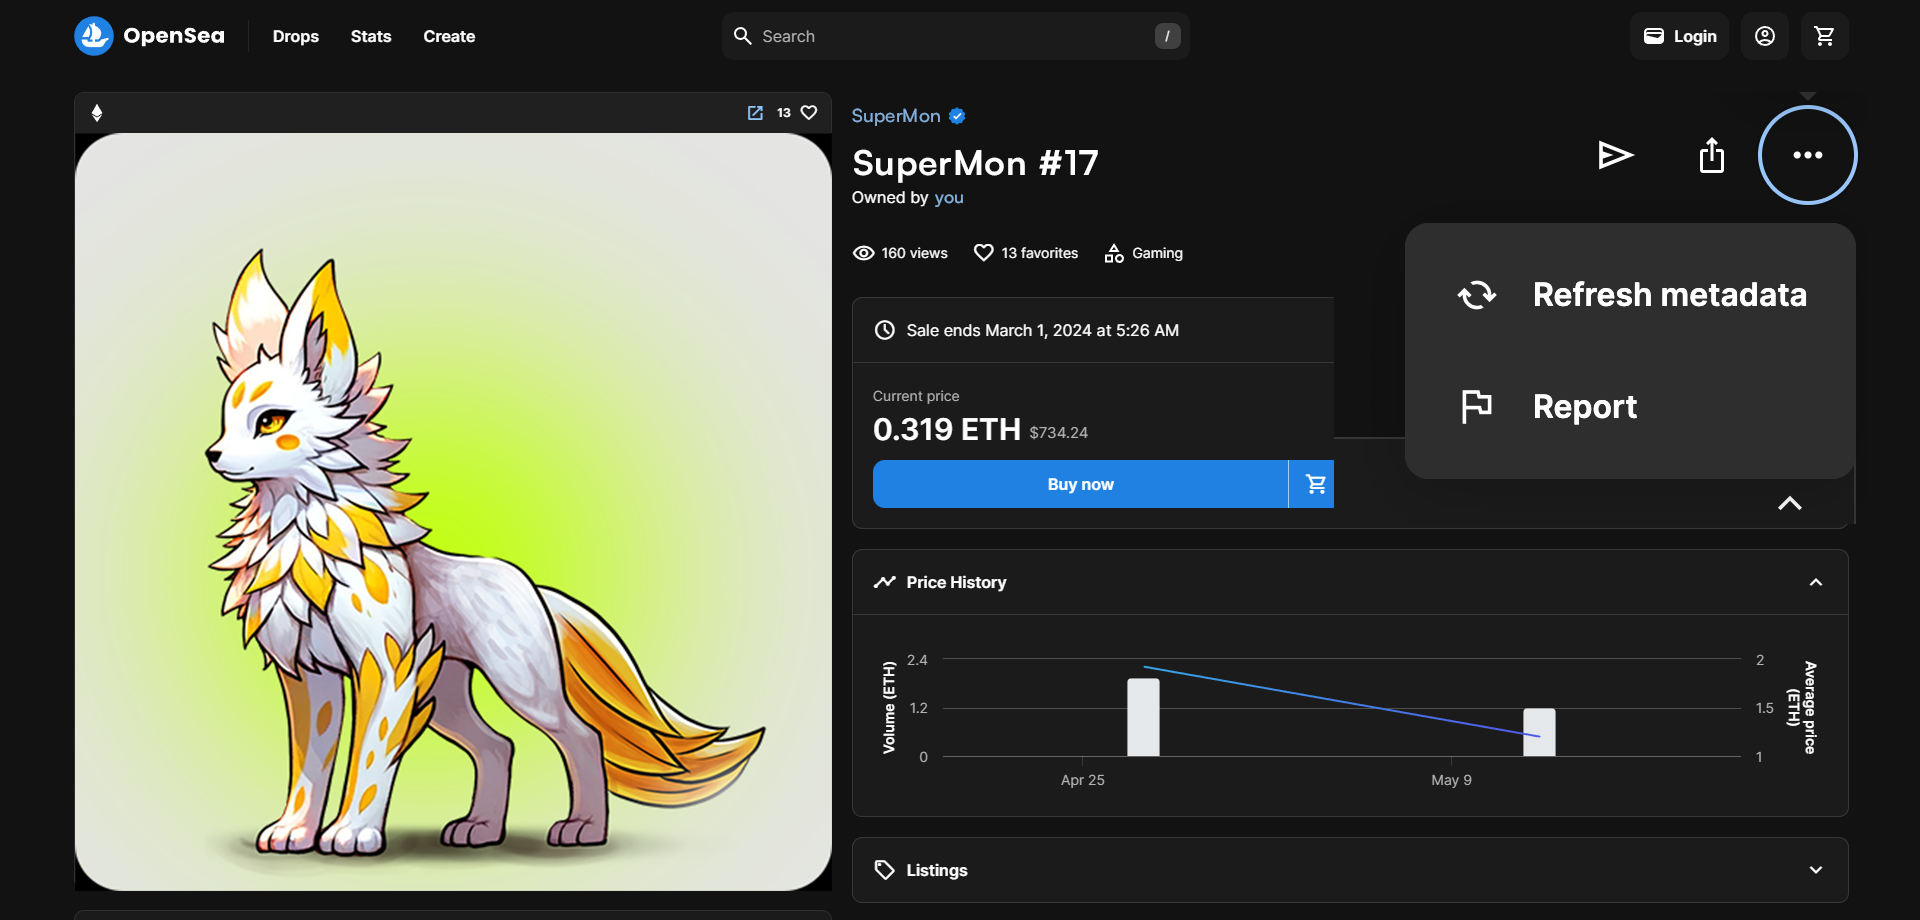 OpenSea
Drops
Stats
Create
Search
/
Login
13
SuperMon
SuperMon #17
Owned by you
160 views
13 favorites
Gaming
Refresh metadata
Report
Sale ends March 1, 2024 at 5:26 AM
Current price
0.319 ETH $734.24
Buy now
Price History
Volume (ETH)
2.4
1.2
0
2
1.5
1
Average price
(ETH)
Apr 25
May 9
Listings